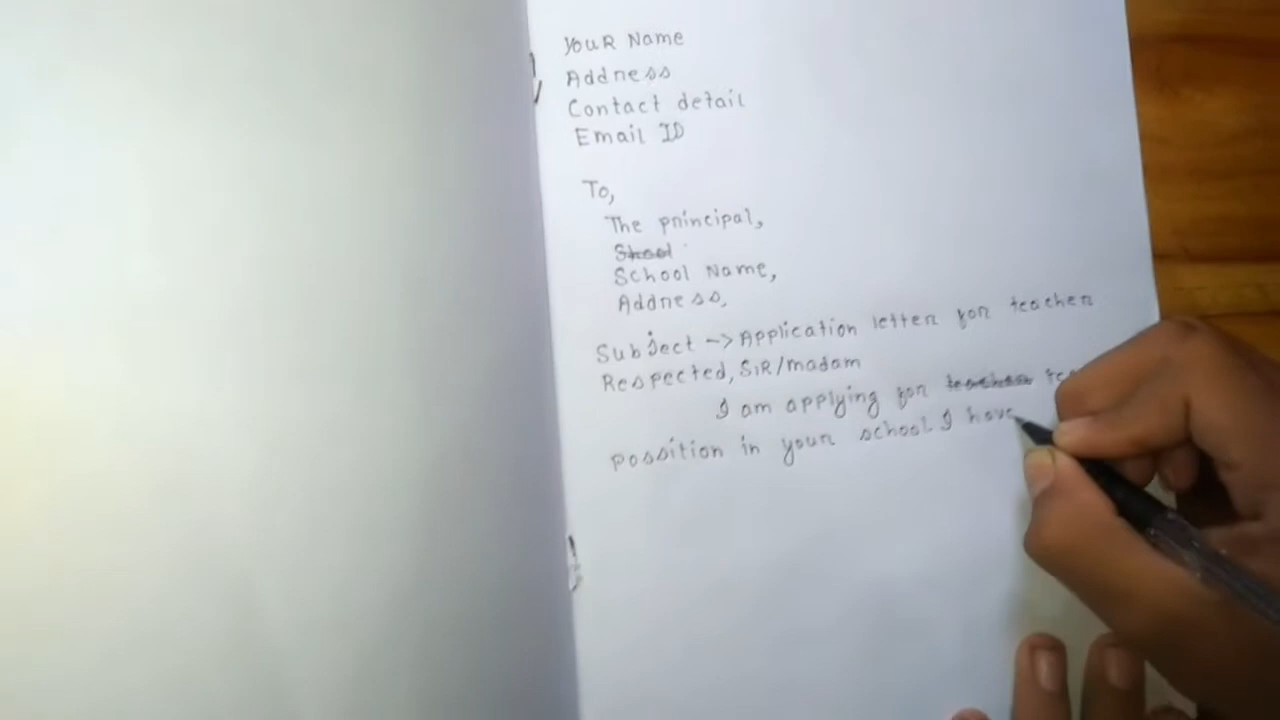 YouR Name
Address
Contact detail
Email ID
To,
The principal,
School Name,
Address,
Subject -> Application letter for teacher
Respected, SiR/madam
I am applying for teacher
possition in your school. I have